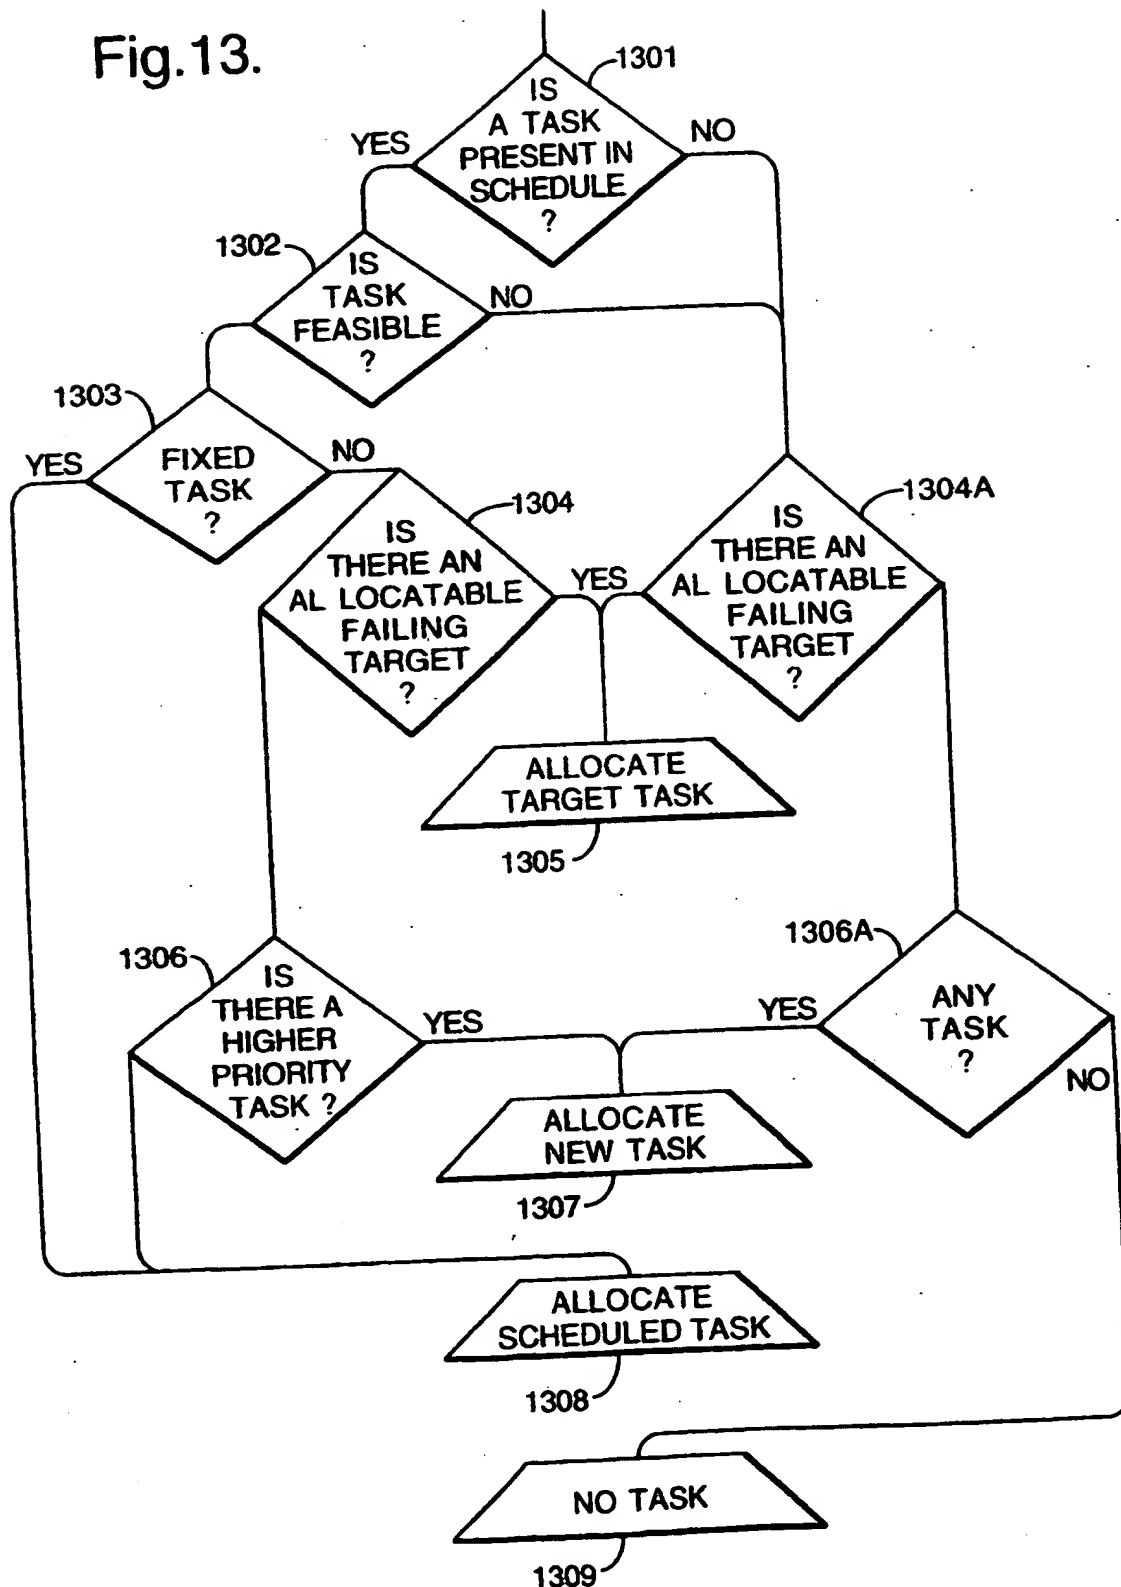 Fig.13.
1301
IS
A TASK
PRESENT IN
SCHEDULE
?
YES
NO
1302
IS
TASK
FEASIBLE
?
NO
1303
FIXED
TASK
?
YES
NO
1304
IS
THERE AN
AL LOCATABLE
FAILING
TARGET
?
YES
1304A
IS
THERE AN
AL LOCATABLE
FAILING
TARGET
?
ALLOCATE
TARGET TASK
1305
1306
IS
THERE A
HIGHER
PRIORITY
TASK ?
YES
1306A
ANY
TASK
?
YES
NO
ALLOCATE
NEW TASK
1307
ALLOCATE
SCHEDULED TASK
1308
NO TASK
1309